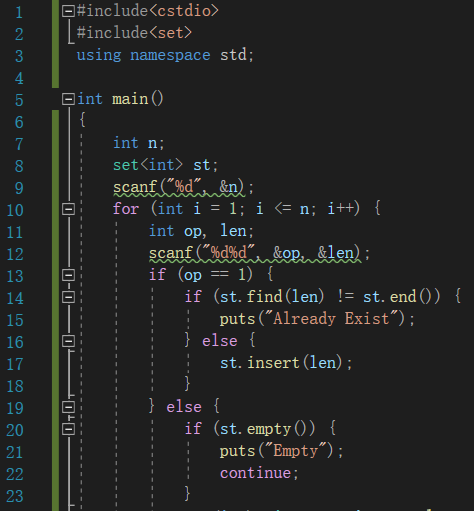 1 #include<cstdio>
2 #include<set>
3 using namespace std;
4
5 int main()
6 {
7 int n;
8 set<int> st;
9 scanf("%d", &n);
10 for (int i = 1; i <= n; i++) {
11 int op, len;
12 scanf("%d%d", &op, &len);
13 if (op == 1) {
14 if (st.find(len) != st.end()) {
15 puts("Already Exist");
16 } else {
17 st.insert(len);
18 }
19 } else {
20 if (st.empty()) {
21 puts("Empty");
22 continue;
23 }